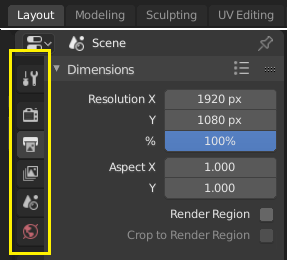 Layout Modeling Sculpting UV Editing
Scene
Dimensions
Resolution X 1920 px
Y 1080 px
% 100%
Aspect X 1.000
Y 1.000
Render Region
Crop to Render Region